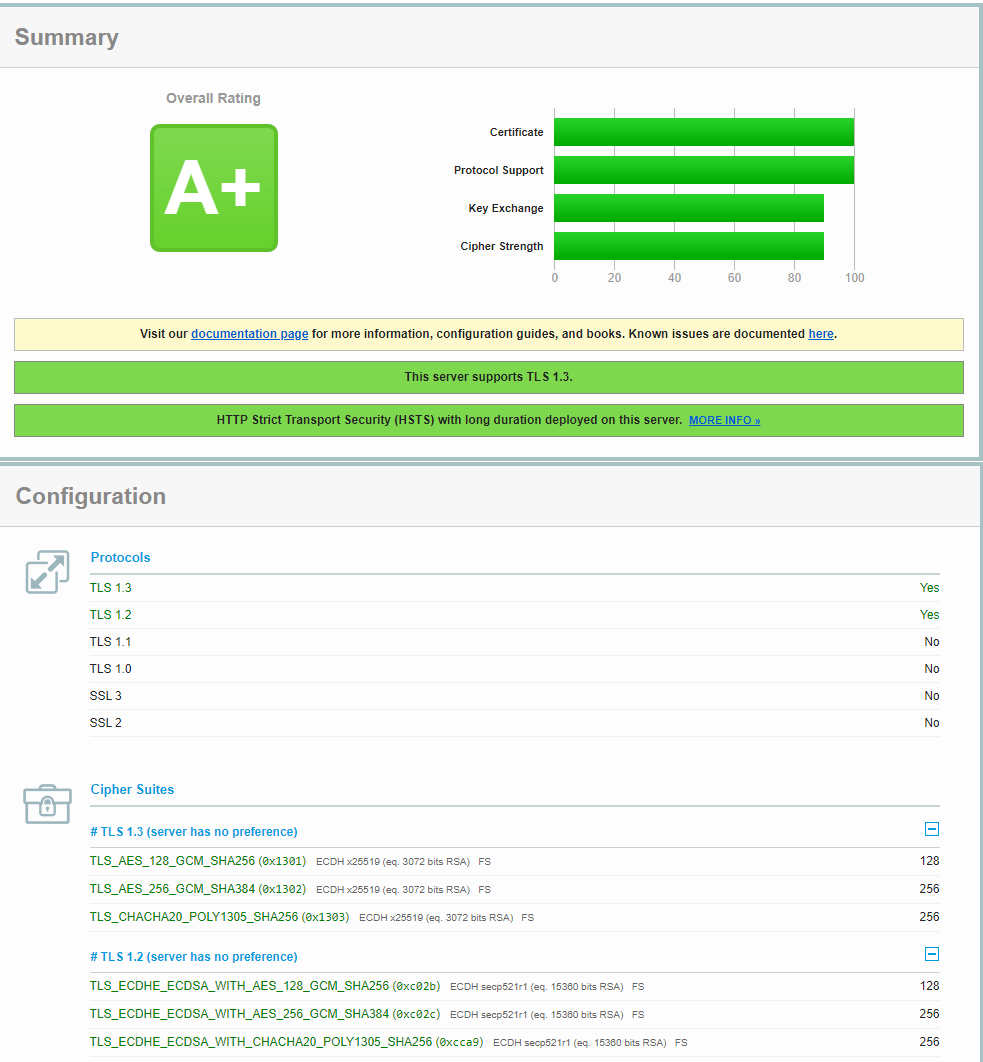 Summary
Overall Rating
A+
Certificate
Protocol Support
Key Exchange
Cipher Strength
0 20 40 60 80 100
Visit our documentation page for more information, configuration guides, and books. Known issues are documented here.
This server supports TLS 1.3.
HTTP Strict Transport Security (HSTS) with long duration deployed on this server. MORE INFO »
Configuration
Protocols
TLS 1.3 Yes
TLS 1.2 Yes
TLS 1.1 No
TLS 1.0 No
SSL 3 No
SSL 2 No
Cipher Suites
# TLS 1.3 (server has no preference)
TLS_AES_128_GCM_SHA256 (0x1301) ECDH x25519 (eq. 3072 bits RSA) FS 128
TLS_AES_256_GCM_SHA384 (0x1302) ECDH x25519 (eq. 3072 bits RSA) FS 256
TLS_CHACHA20_POLY1305_SHA256 (0x1303) ECDH x25519 (eq. 3072 bits RSA) FS 256
# TLS 1.2 (server has no preference)
TLS_ECDHE_ECDSA_WITH_AES_128_GCM_SHA256 (0xc02b) ECDH secp521r1 (eq. 15360 bits RSA) FS 128
TLS_ECDHE_ECDSA_WITH_AES_256_GCM_SHA384 (0xc02c) ECDH secp521r1 (eq. 15360 bits RSA) FS 256
TLS_ECDHE_ECDSA_WITH_CHACHA20_POLY1305_SHA256 (0xcca9) ECDH secp521r1 (eq. 15360 bits RSA) FS 256